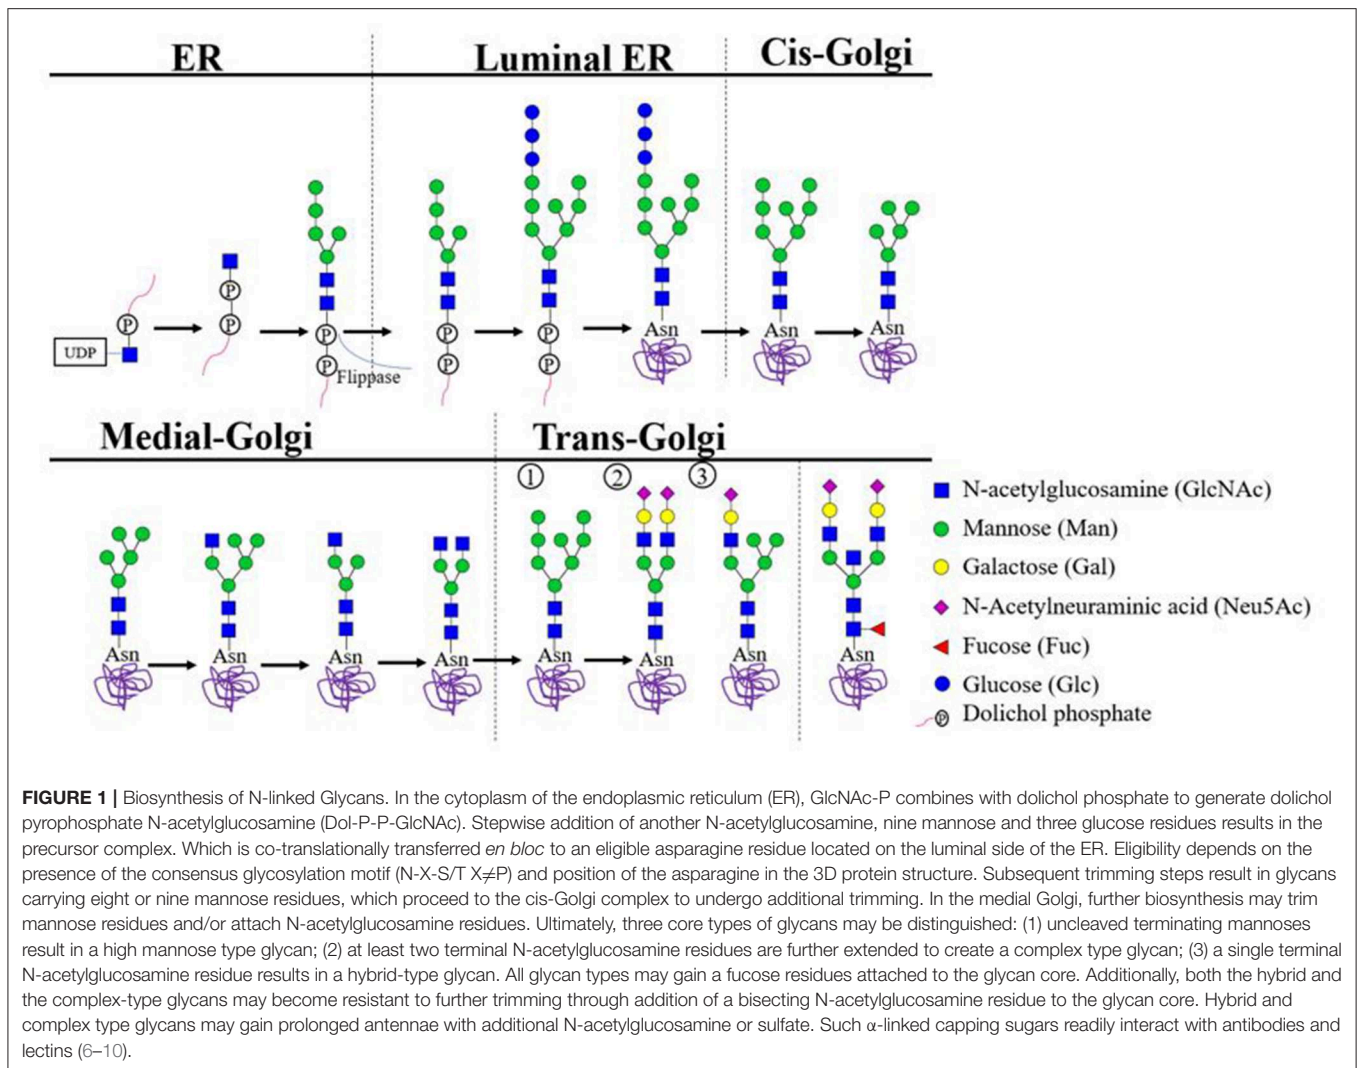 ER
Luminal ER
Cis-Golgi
P
P
P
UDP
P
P
Flippase
P
P
P
P
Asn
Asn
Asn
Medial-Golgi
Trans-Golgi
1
2
3
Asn
Asn
Asn
Asn
Asn
Asn
Asn
Asn
N-acetylglucosamine (GlcNAc)
Mannose (Man)
Galactose (Gal)
N-Acetylneuraminic acid (Neu5Ac)
Fucose (Fuc)
Glucose (Glc)
P Dolichol phosphate
FIGURE 1 | Biosynthesis of N-linked Glycans. In the cytoplasm of the endoplasmic reticulum (ER), GlcNAc-P combines with dolichol phosphate to generate dolichol
pyrophosphate N-acetylglucosamine (Dol-P-P-GlcNAc). Stepwise addition of another N-acetylglucosamine, nine mannose and three glucose residues results in the
precursor complex. Which is co-translationally transferred en bloc to an eligible asparagine residue located on the luminal side of the ER. Eligibility depends on the
presence of the consensus glycosylation motif (N-X-S/T X≠P) and position of the asparagine in the 3D protein structure. Subsequent trimming steps result in glycans
carrying eight or nine mannose residues, which proceed to the cis-Golgi complex to undergo additional trimming. In the medial Golgi, further biosynthesis may trim
mannose residues and/or attach N-acetylglucosamine residues. Ultimately, three core types of glycans may be distinguished: (1) uncleaved terminating mannoses
result in a high mannose type glycan; (2) at least two terminal N-acetylglucosamine residues are further extended to create a complex type glycan; (3) a single terminal
N-acetylglucosamine residue results in a hybrid-type glycan. All glycan types may gain a fucose residues attached to the glycan core. Additionally, both the hybrid and
the complex-type glycans may become resistant to further trimming through addition of a bisecting N-acetylglucosamine residue to the glycan core. Hybrid and
complex type glycans may gain prolonged antennae with additional N-acetylglucosamine or sulfate. Such α-linked capping sugars readily interact with antibodies and
lectins (6–10).